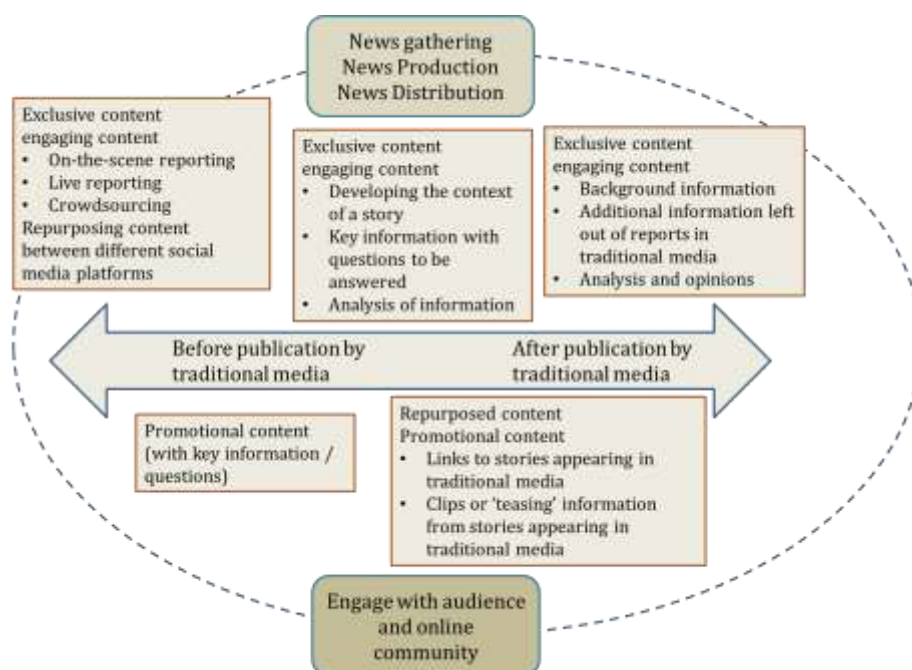 News gathering
News Production
News Distribution
Exclusive content
engaging content
• On-the-scene reporting
• Live reporting
• Crowdsourcing
Repurposing content
between different social
media platforms
Exclusive content
engaging content
• Developing the context
of a story
• Key information with
questions to be
answered
• Analysis of information
Exclusive content
engaging content
• Background information
• Additional information left
out of reports in
traditional media
• Analysis and opinions
Before publication by
traditional media
After publication by
traditional media
Promotional content
(with key information /
questions)
Repurposed content
Promotional content
• Links to stories appearing in
traditional media
• Clips or ‘teasing’ information
from stories appearing in
traditional media
Engage with audience
and online
community